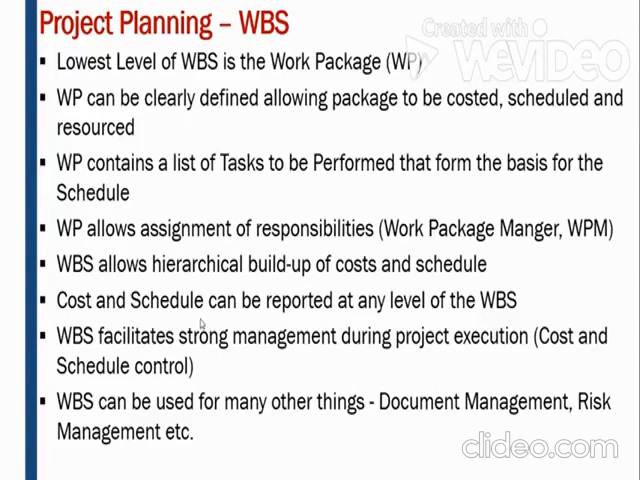 Project Planning – WBS
Created with
WEVIDEO
▪ Lowest Level of WBS is the Work Package (WP)
▪ WP can be clearly defined allowing package to be costed, scheduled and
resourced
▪ WP contains a list of Tasks to be Performed that form the basis for the
Schedule
▪ WP allows assignment of responsibilities (Work Package Manger, WPM)
▪ WBS allows hierarchical build-up of costs and schedule
▪ Cost and Schedule can be reported at any level of the WBS
▪ WBS facilitates strong management during project execution (Cost and
Schedule control)
▪ WBS can be used for many other things - Document Management, Risk
Management etc.
clideo.com